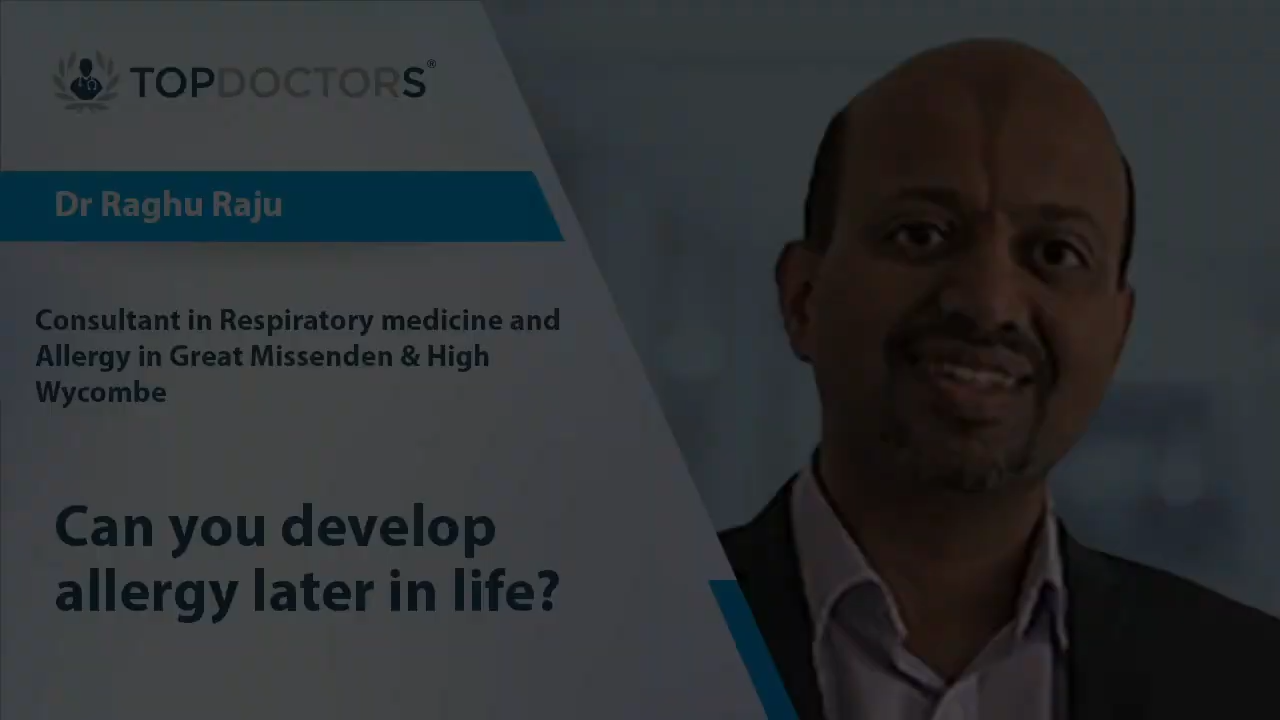 TOPDOCTORS®
Dr Raghu Raju
Consultant in Respiratory medicine and
Allergy in Great Missenden & High
Wycombe
Can you develop
allergy later in life?